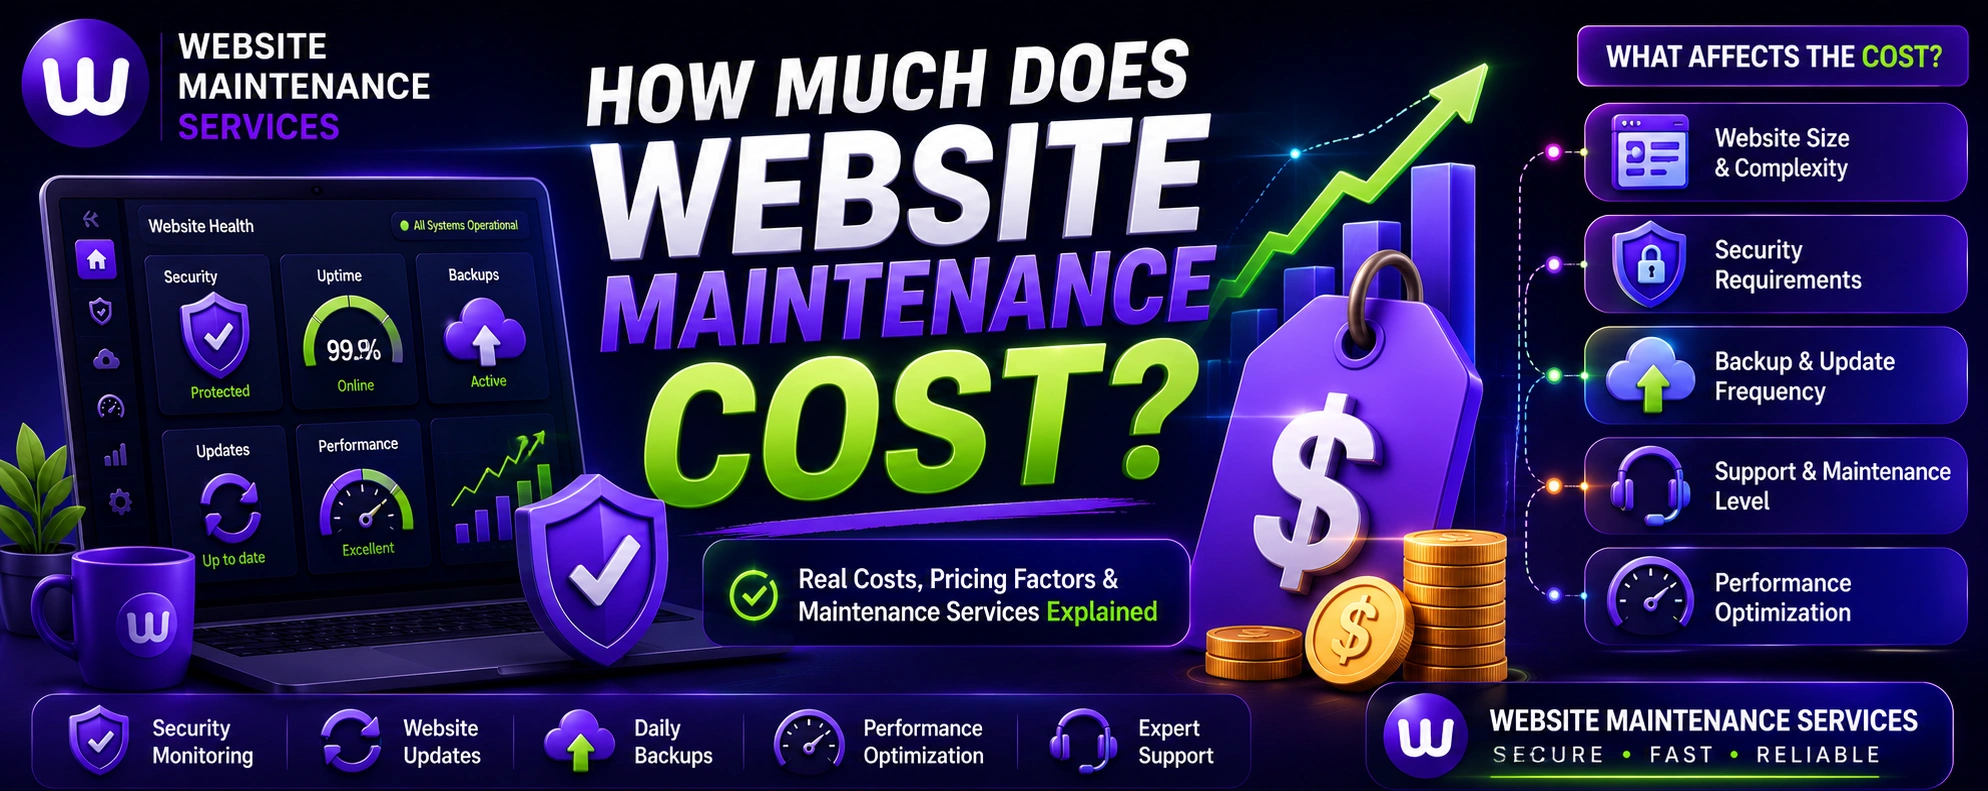 WEBSITE
MAINTENANCE
SERVICES
HOW MUCH DOES
WEBSITE
MAINTENANCE
COST?
Real Costs, Pricing Factors &
Maintenance Services Explained
Website Health
All Systems Operational
Security
Protected
Uptime
Online
Backups
Active
Updates
Up to date
Performance
Excellent
$
$
WHAT AFFECTS THE COST?
Website Size
& Complexity
Security
Requirements
Backup & Update
Frequency
Support & Maintenance
Level
Performance
Optimization
Security
Monitoring
Website
Updates
Daily
Backups
Performance
Optimization
Expert
Support
WEBSITE MAINTENANCE SERVICES
SECURE • FAST • RELIABLE